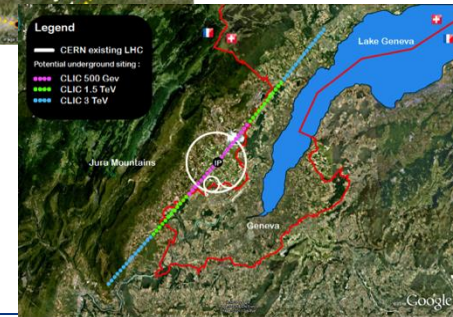 Legend
CERN existing LHC
Potential underground siting :
CLIC 500 Gev
CLIC 1.5 TeV
CLIC 3 TeV
Lake Geneva
Jura Mountains
IP
Geneva
Google